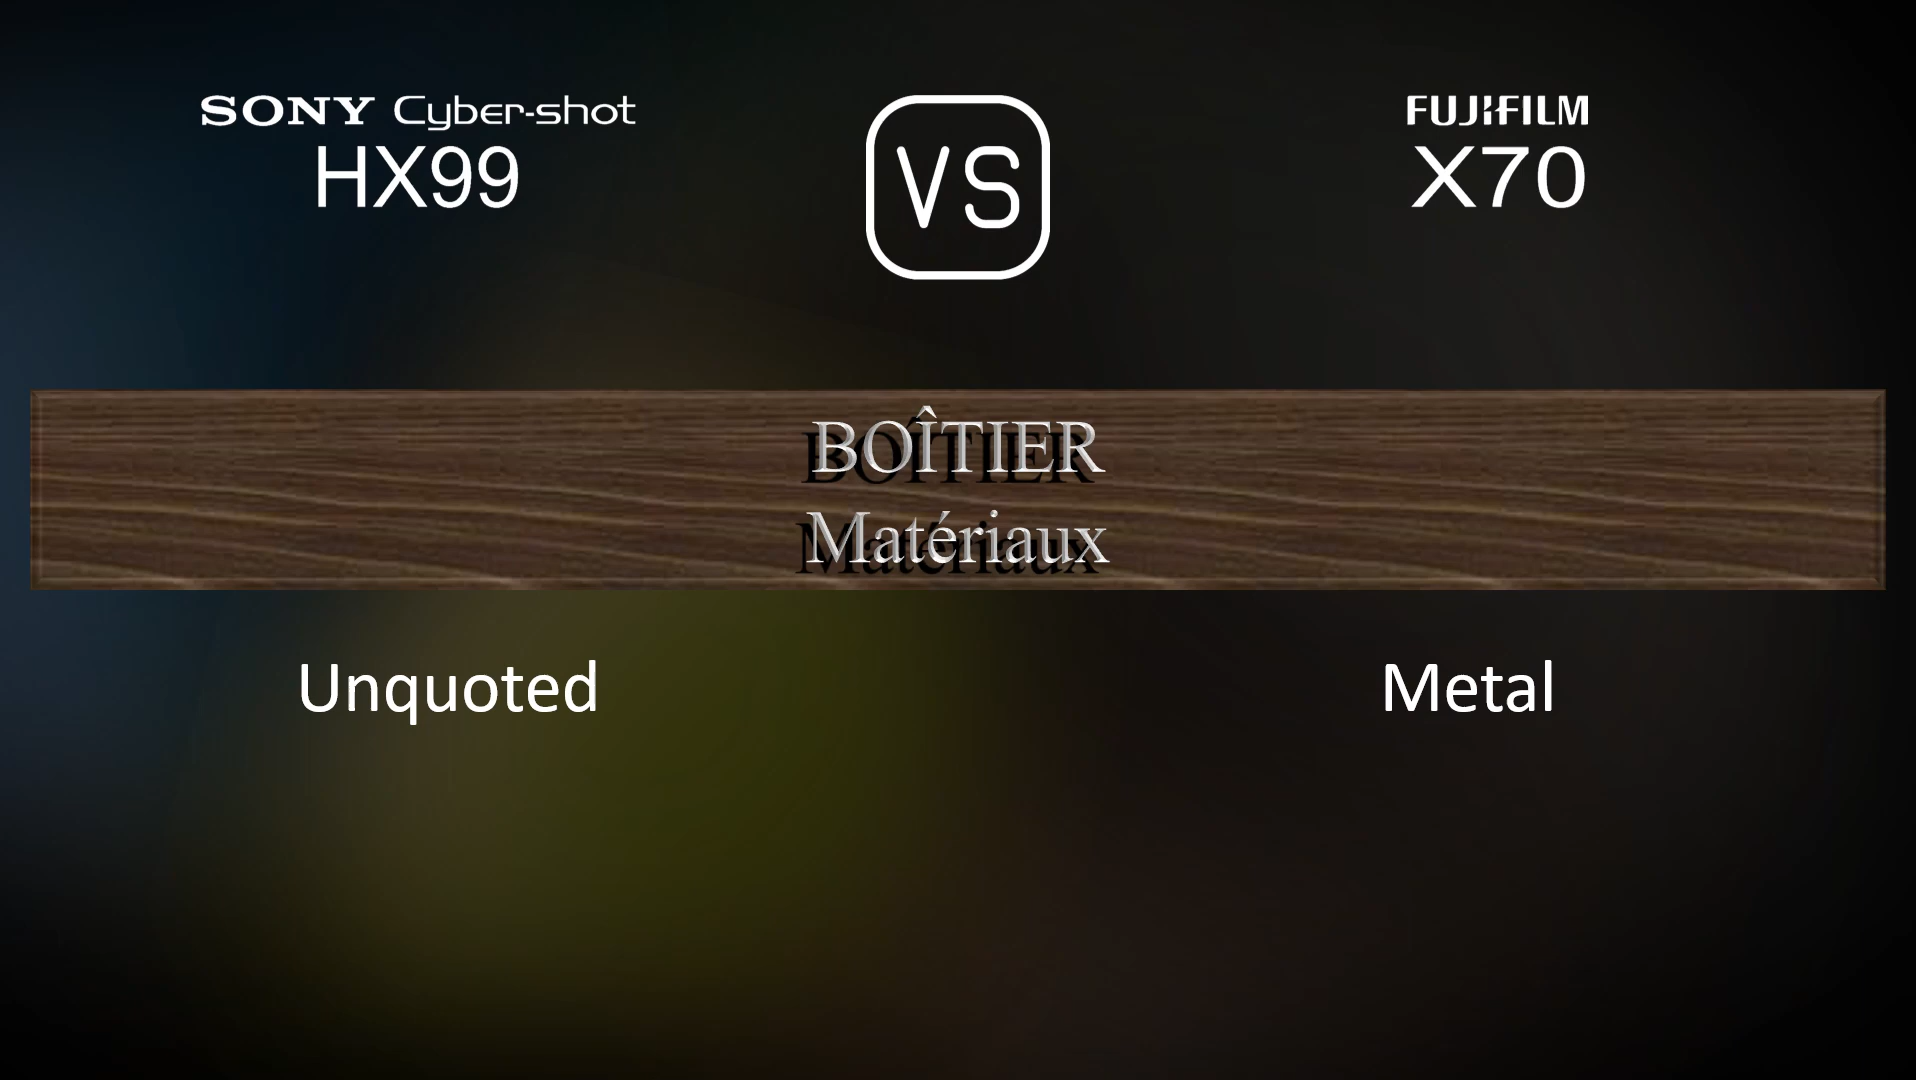 SONY Cyber-shot
HX99
VS
FUJIFILM
X70
BOÎTIER
Matériaux
Unquoted
Metal